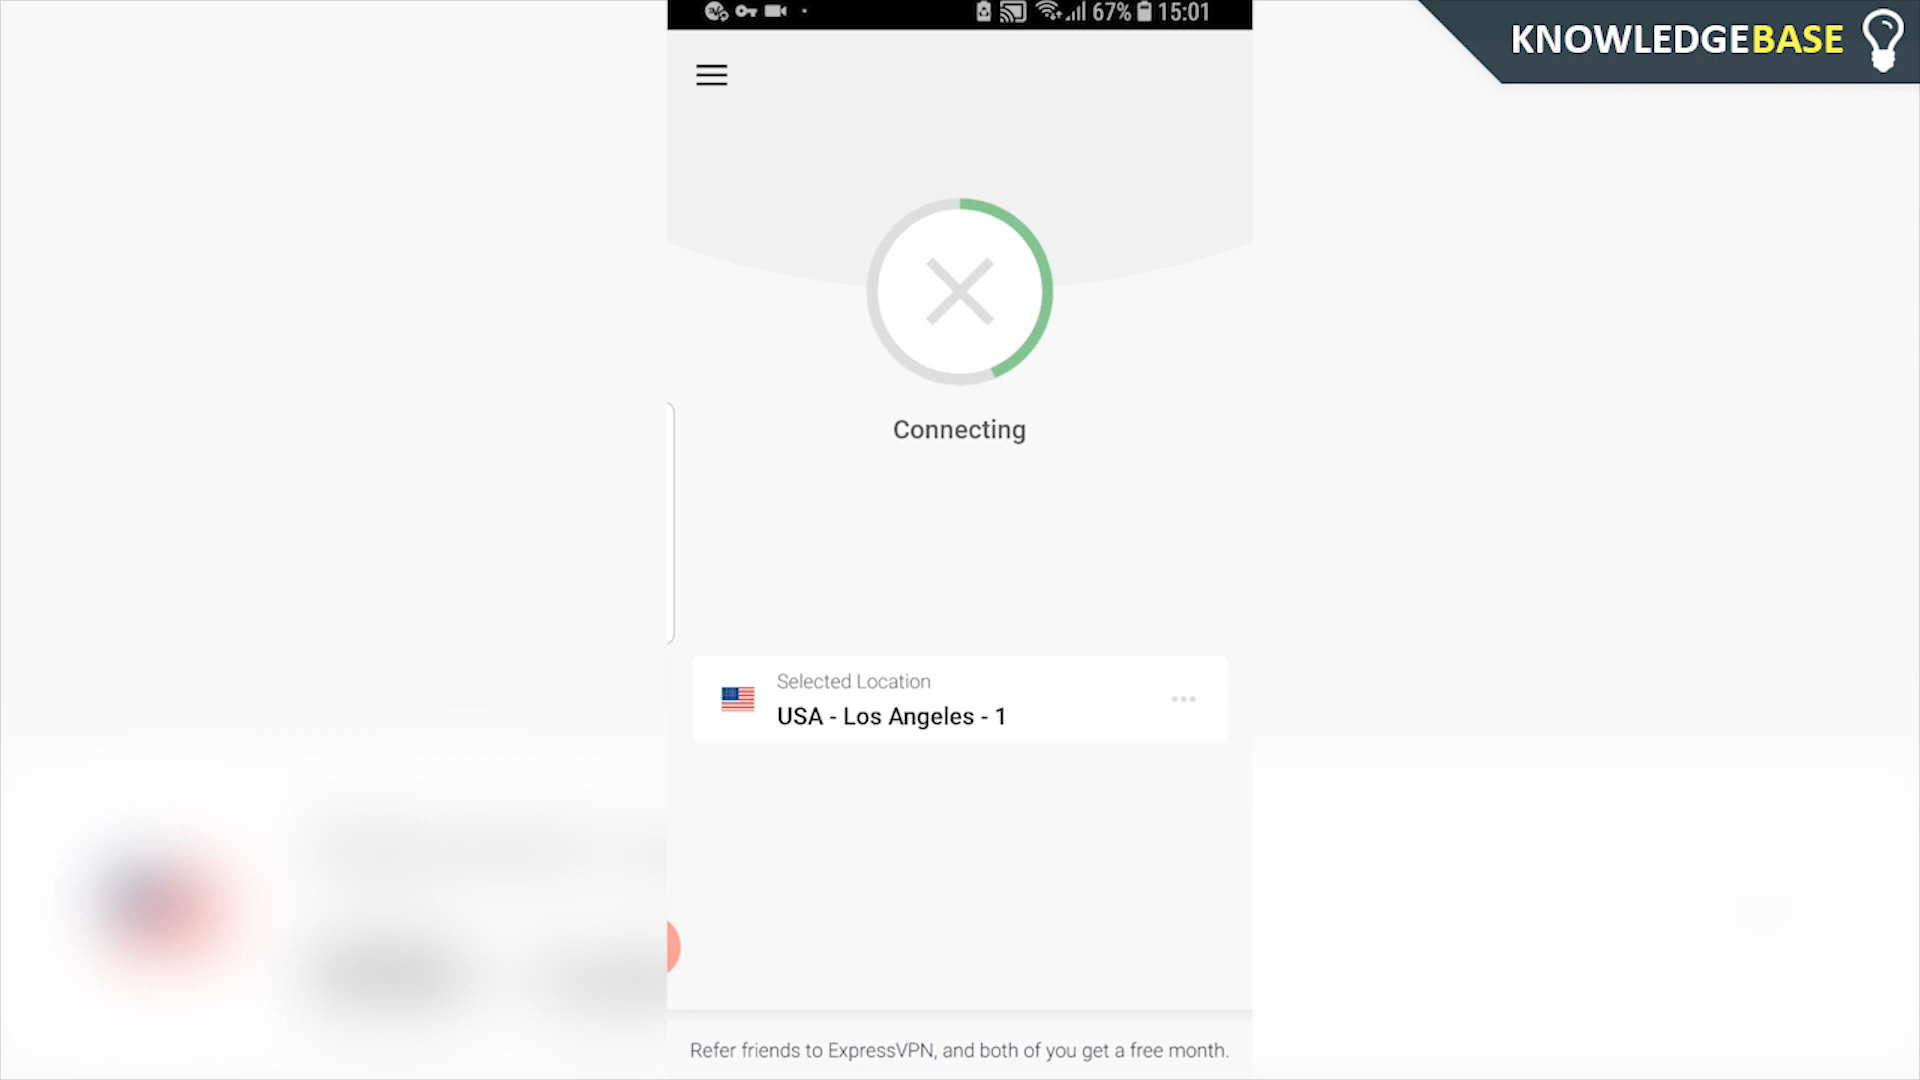 67% 15:01
KNOWLEDGEBASE
Connecting
Selected Location
USA - Los Angeles - 1
Refer friends to ExpressVPN, and both of you get a free month.